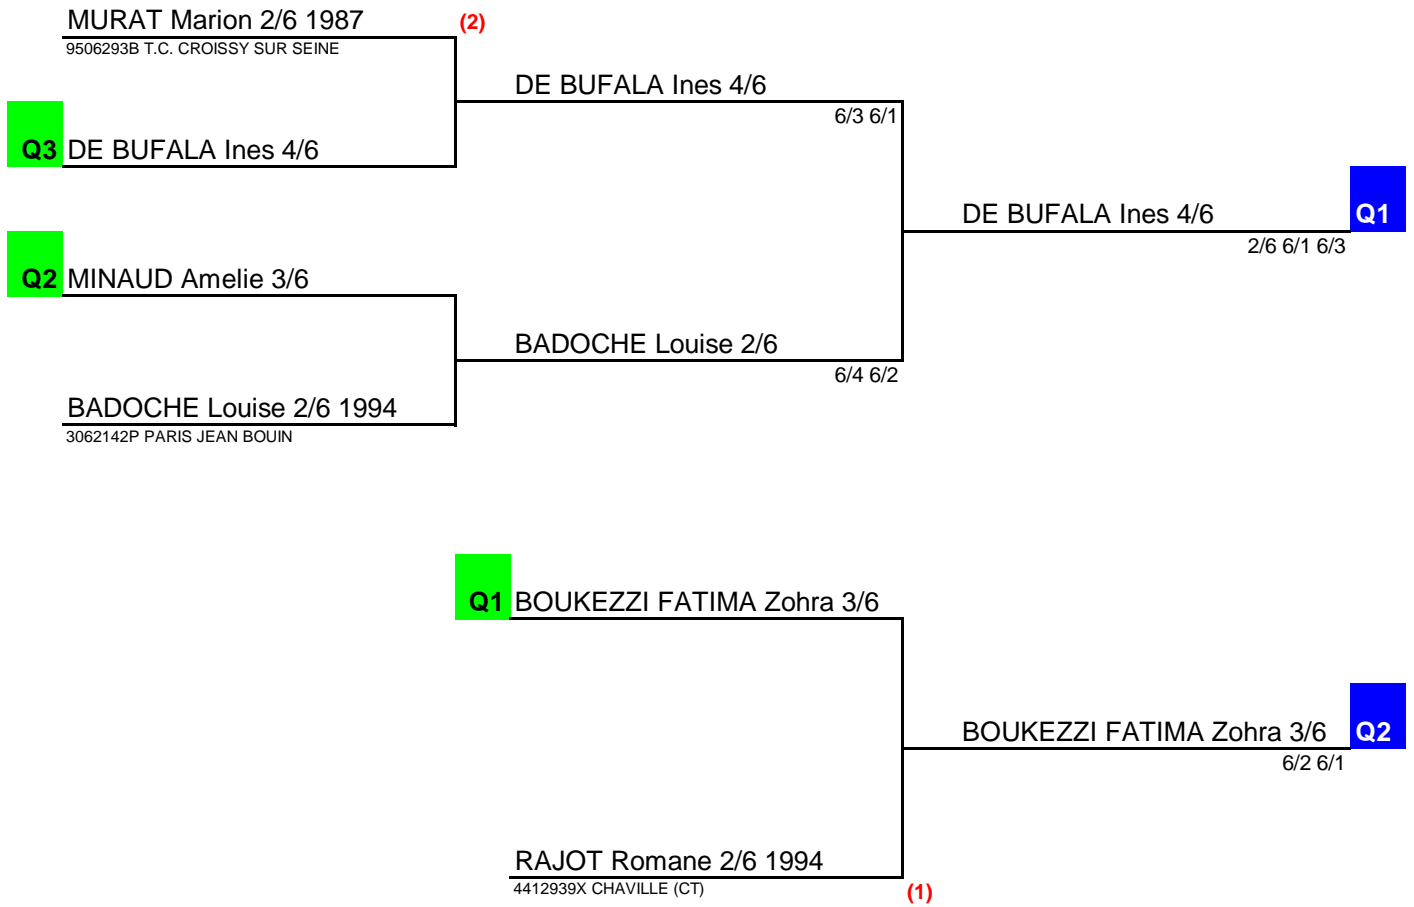 MURAT Marion 2/6 1987
(2)
9506293B T.C. CROISSY SUR SEINE
DE BUFALA Ines 4/6
6/3 6/1
Q3 DE BUFALA Ines 4/6
DE BUFALA Ines 4/6
Q1
2/6 6/1 6/3
Q2 MINAUD Amelie 3/6
BADOCHE Louise 2/6
6/4 6/2
BADOCHE Louise 2/6 1994
3062142P PARIS JEAN BOUIN
Q1 BOUKEZZI FATIMA Zohra 3/6
BOUKEZZI FATIMA Zohra 3/6
Q2
6/2 6/1
RAJOT Romane 2/6 1994
4412939X CHAVILLE (CT)
(1)